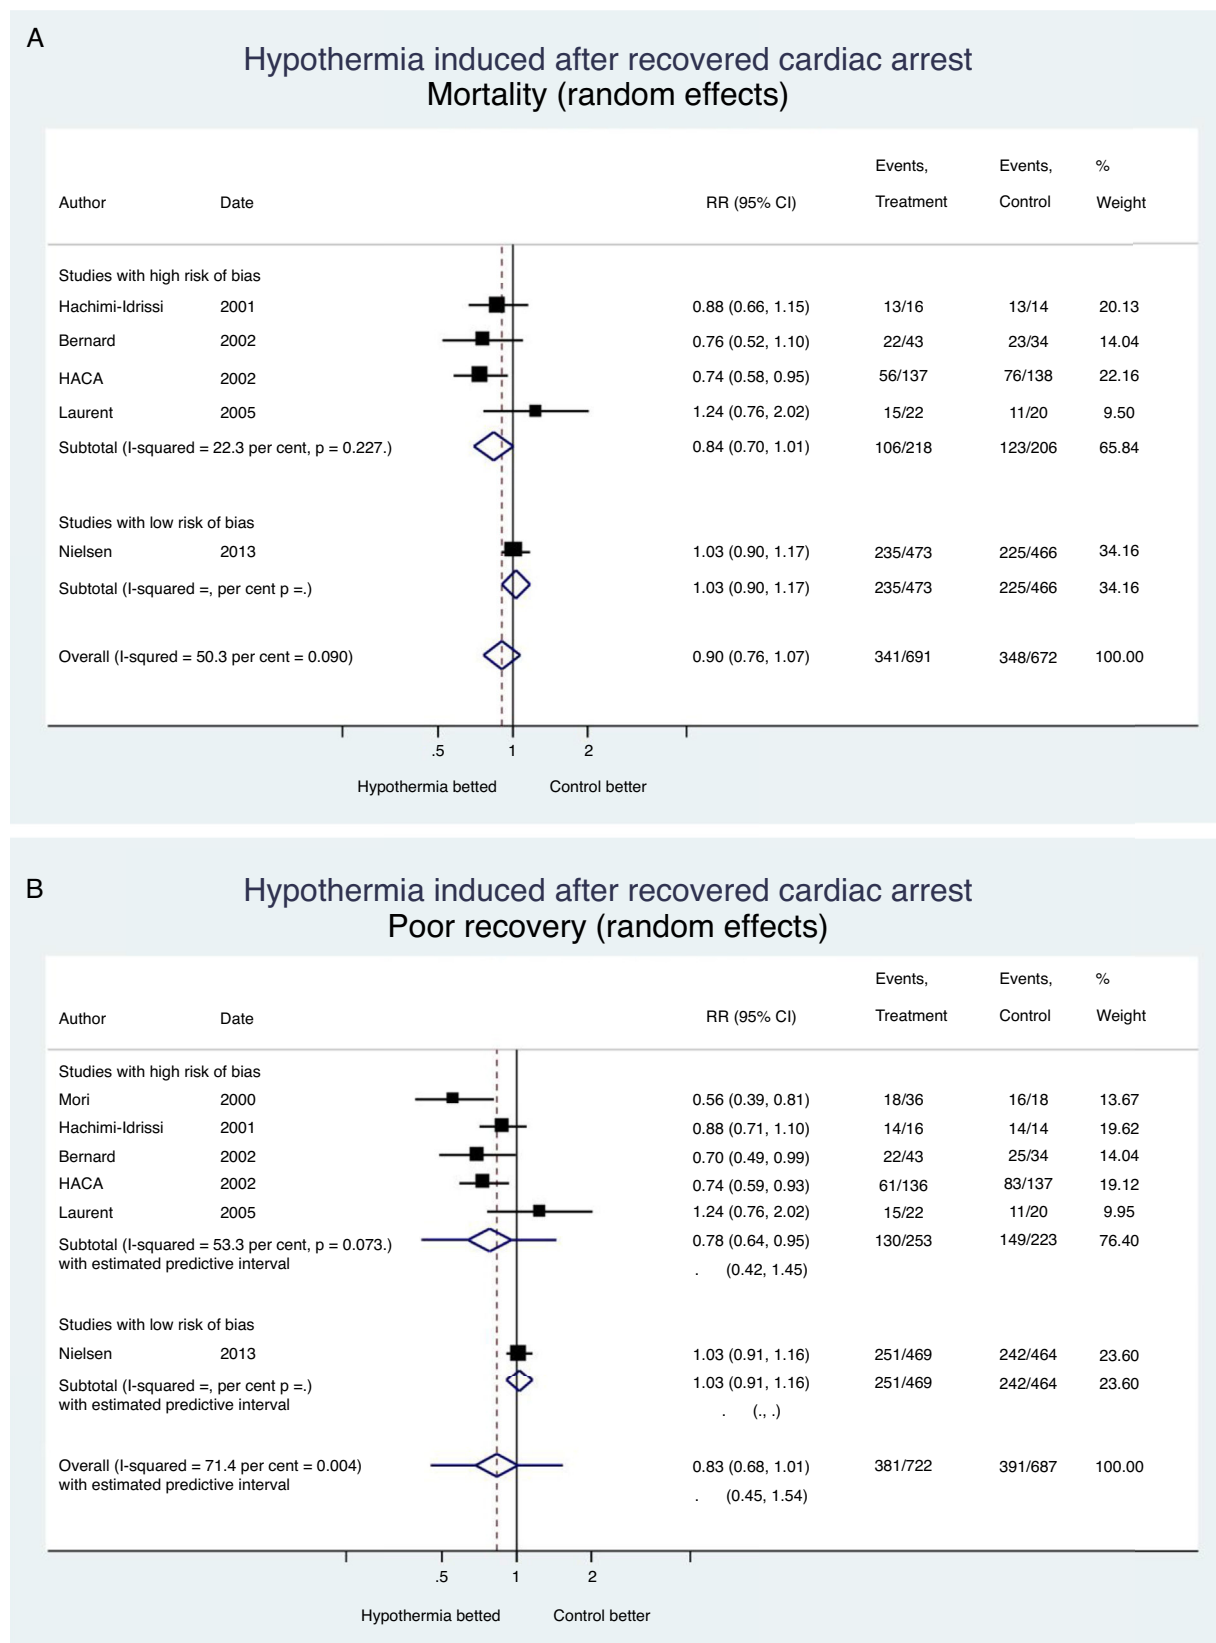 A
Hypothermia induced after recovered cardiac arrest
Mortality (random effects)
Events, Events, %
Author Date RR (95% CI) Treatment Control Weight
Studies with high risk of bias
Hachimi-Idrissi 2001 0.88 (0.66, 1.15) 13/16 13/14 20.13
Bernard 2002 0.76 (0.52, 1.10) 22/43 23/34 14.04
HACA 2002 0.74 (0.58, 0.95) 56/137 76/138 22.16
Laurent 2005 1.24 (0.76, 2.02) 15/22 11/20 9.50
Subtotal (I-squared = 22.3 per cent, p = 0.227.) 0.84 (0.70, 1.01) 106/218 123/206 65.84
Studies with low risk of bias
Nielsen 2013 1.03 (0.90, 1.17) 235/473 225/466 34.16
Subtotal (I-squared =, per cent p =.) 1.03 (0.90, 1.17) 235/473 225/466 34.16
Overall (I-squred = 50.3 per cent = 0.090) 0.90 (0.76, 1.07) 341/691 348/672 100.00
.5 1 2
Hypothermia betted Control better
B
Hypothermia induced after recovered cardiac arrest
Poor recovery (random effects)
Events, Events, %
Author Date RR (95% CI) Treatment Control Weight
Studies with high risk of bias
Mori 2000 0.56 (0.39, 0.81) 18/36 16/18 13.67
Hachimi-Idrissi 2001 0.88 (0.71, 1.10) 14/16 14/14 19.62
Bernard 2002 0.70 (0.49, 0.99) 22/43 25/34 14.04
HACA 2002 0.74 (0.59, 0.93) 61/136 83/137 19.12
Laurent 2005 1.24 (0.76, 2.02) 15/22 11/20 9.95
Subtotal (I-squared = 53.3 per cent, p = 0.073.) 0.78 (0.64, 0.95) 130/253 149/223 76.40
with estimated predictive interval . (0.42, 1.45)
Studies with low risk of bias
Nielsen 2013 1.03 (0.91, 1.16) 251/469 242/464 23.60
Subtotal (I-squared =, per cent p =.) 1.03 (0.91, 1.16) 251/469 242/464 23.60
with estimated predictive interval . (., .)
Overall (I-squared = 71.4 per cent = 0.004) 0.83 (0.68, 1.01) 381/722 391/687 100.00
with estimated predictive interval . (0.45, 1.54)
.5 1 2
Hypothermia betted Control better